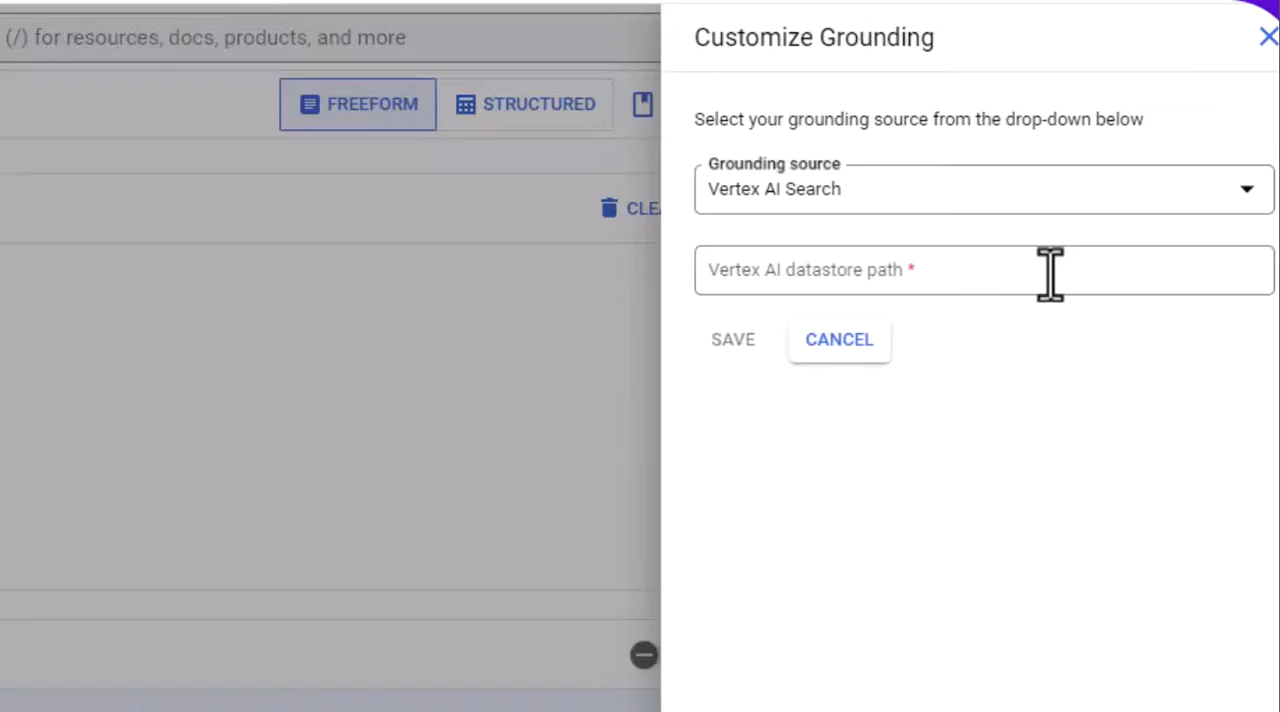 (/) for resources, docs, products, and more
FREEFORM
STRUCTURED
CLEA
Customize Grounding
Select your grounding source from the drop-down below
Grounding source
Vertex AI Search
Vertex AI datastore path *
SAVE
CANCEL